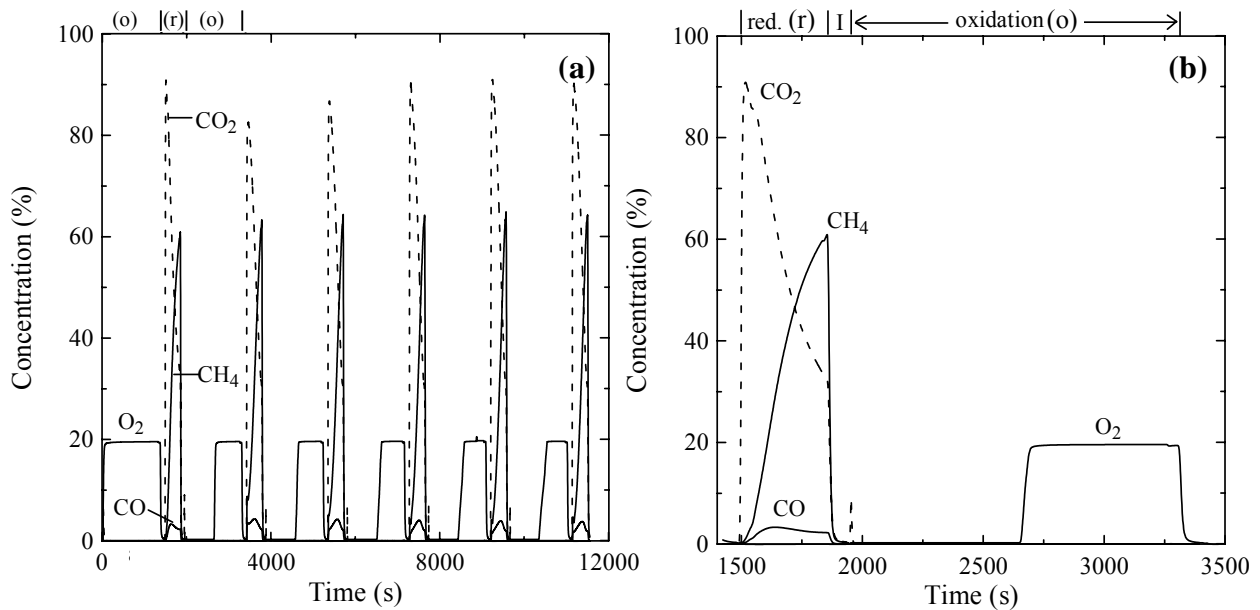 (o) (r) (o)
(a)
100
80
60
40
20
0
Concentration (%)
CO2
CH4
O2
CO
0 4000 8000 12000
Time (s)
red. (r) I oxidation (o)
(b)
100
80
60
40
20
0
Concentration (%)
CO2
CH4
O2
CO
1500 2000 2500 3000 3500
Time (s)